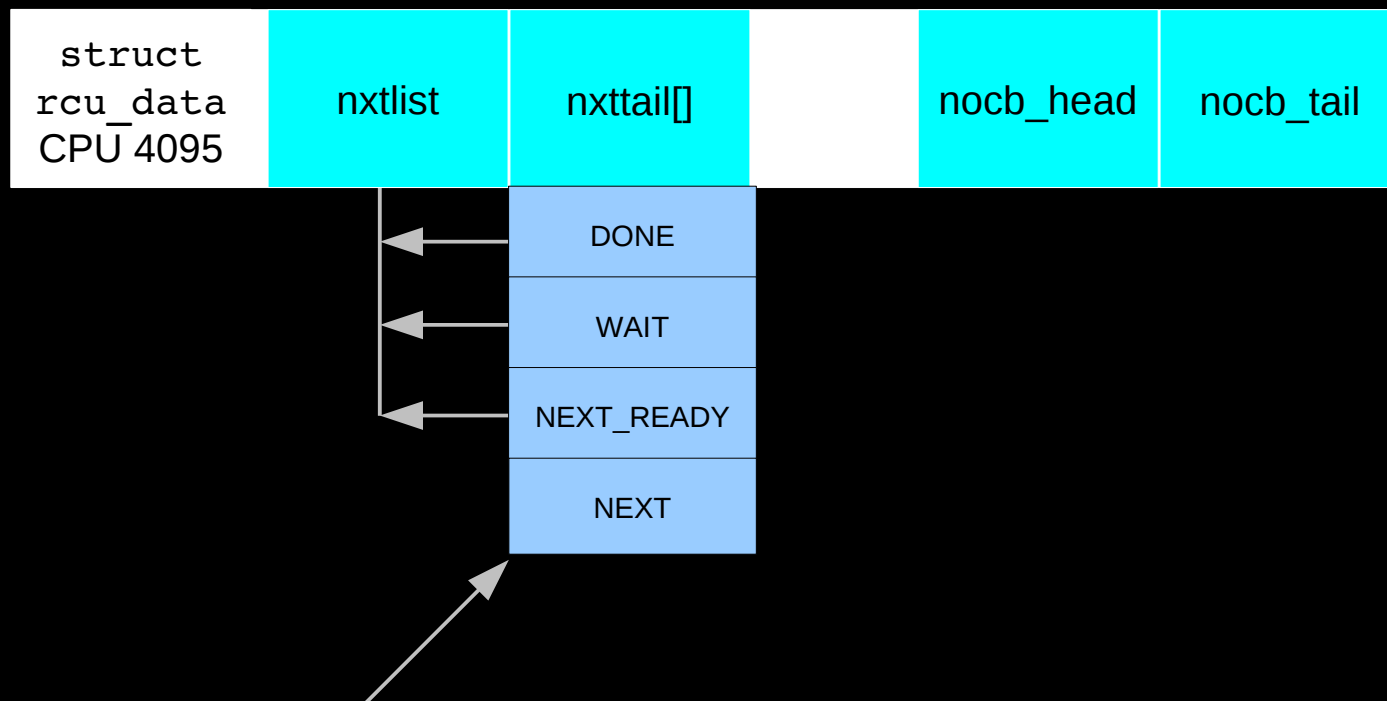 struct
rcu_data
CPU 4095
nxtlist
nxttail[]
nocb_head
nocb_tail
DONE
WAIT
NEXT_READY
NEXT